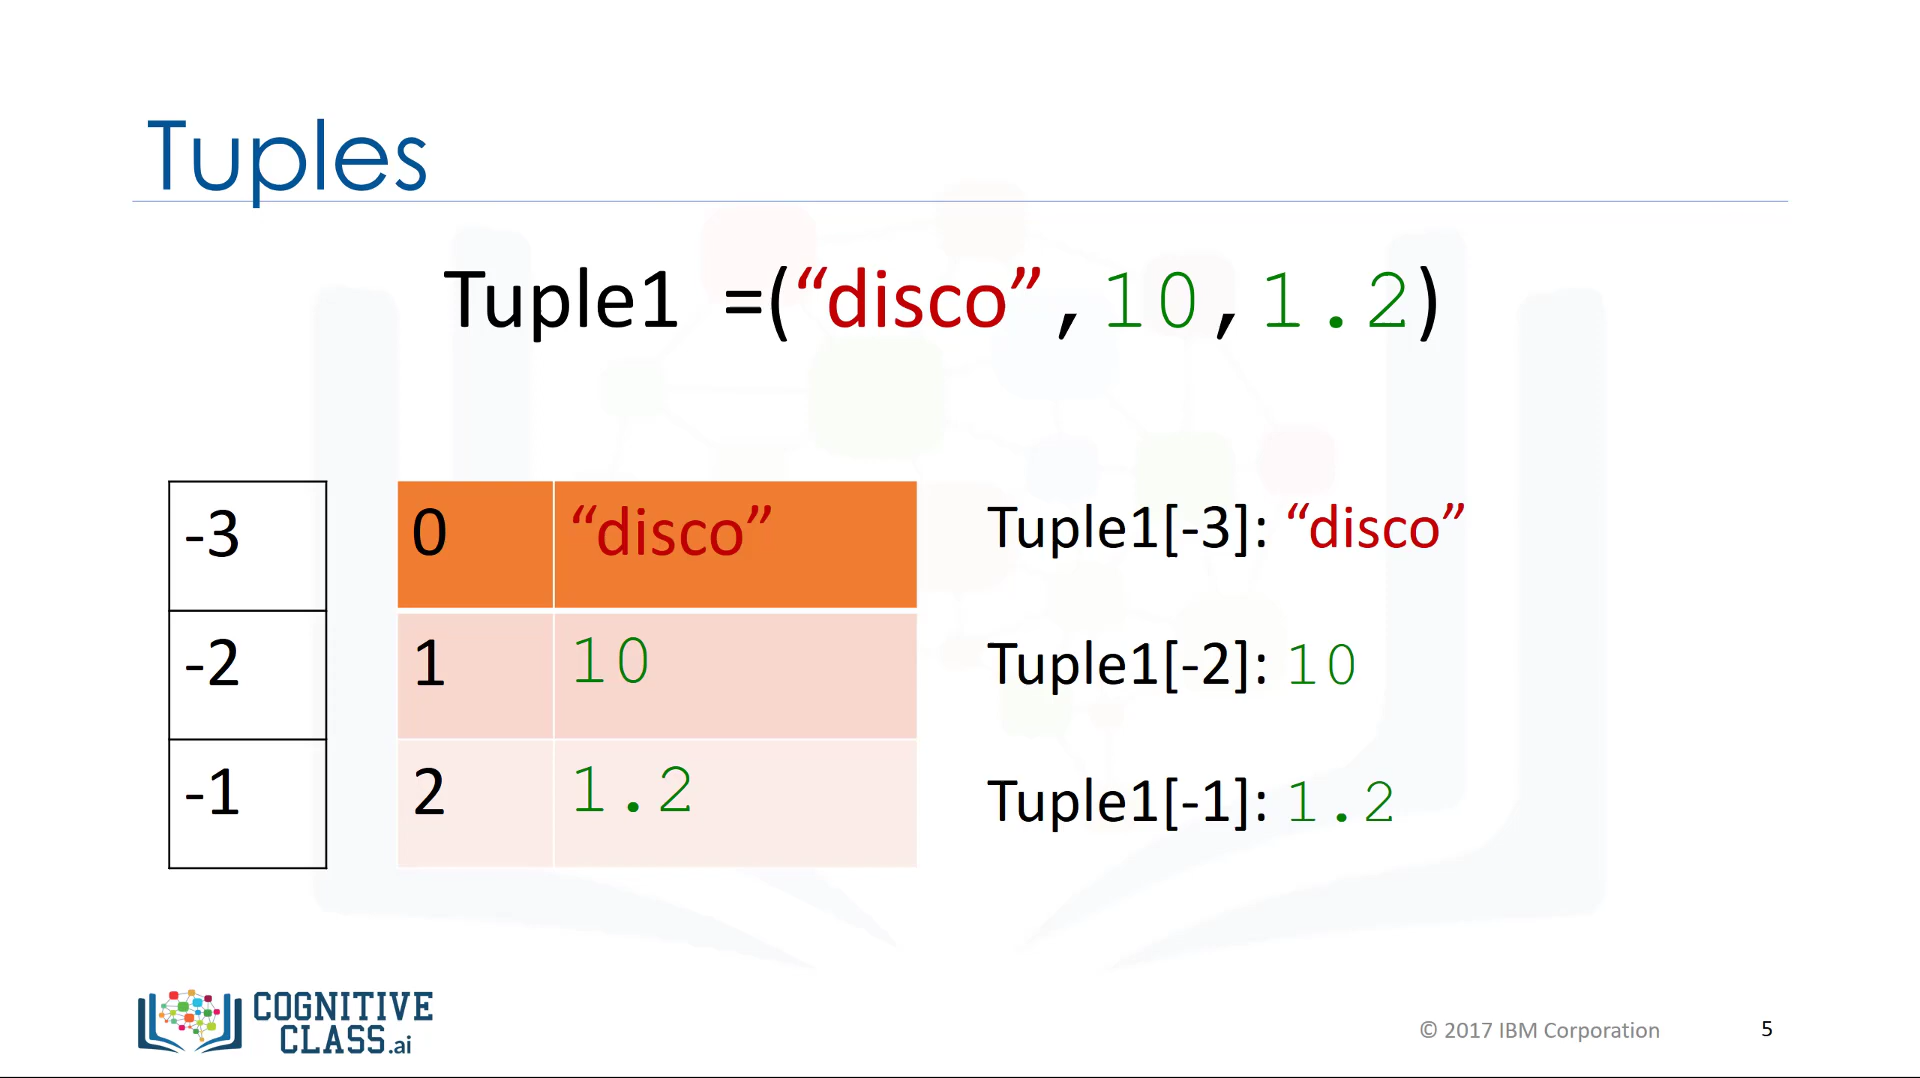 Tuples
Tuple1 =(“disco”,10,1.2)
-3 0 “disco” Tuple1[-3]: “disco”
-2 1 10 Tuple1[-2]: 10
-1 2 1.2 Tuple1[-1]: 1.2
COGNITIVE
CLASS.ai
© 2017 IBM Corporation 5